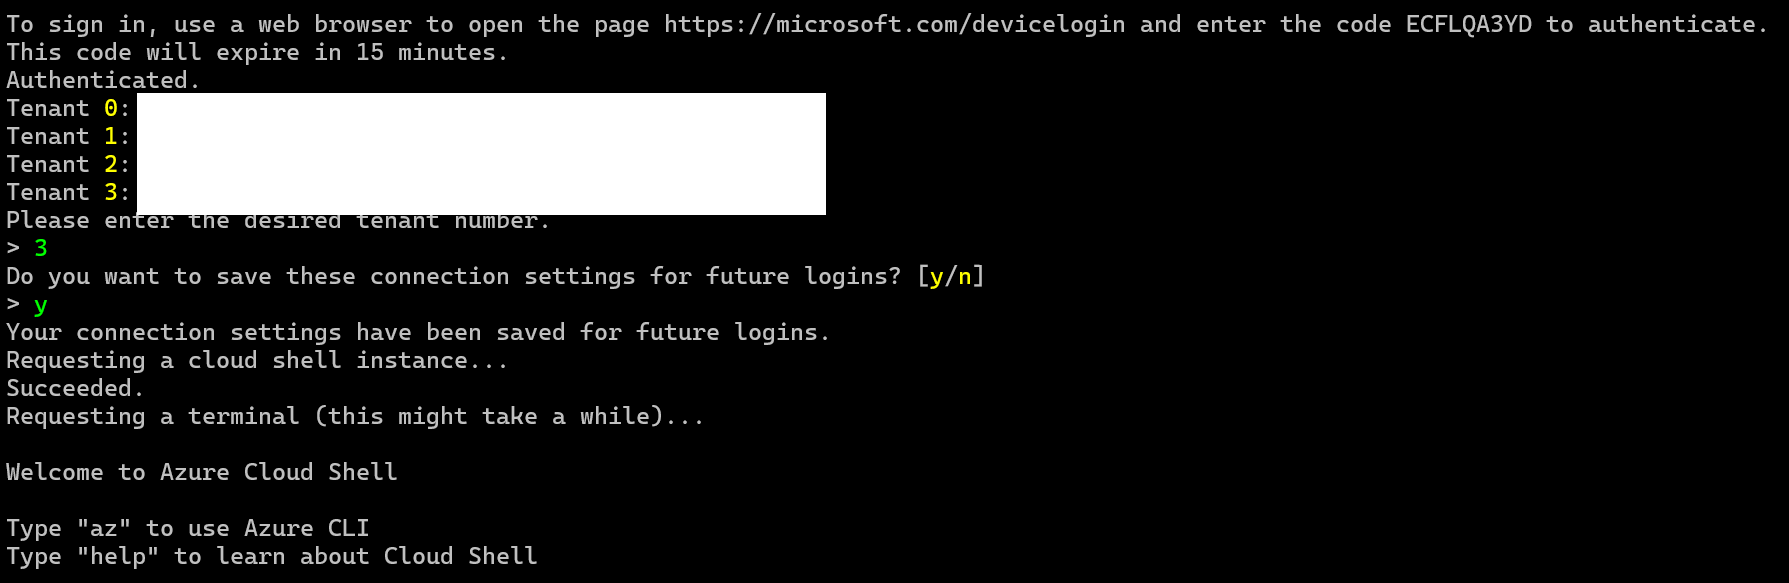 To sign in, use a web browser to open the page https://microsoft.com/devicelogin and enter the code ECFLQA3YD to authenticate.
This code will expire in 15 minutes.
Authenticated.
Tenant 0:
Tenant 1:
Tenant 2:
Tenant 3:
Please enter the desired tenant number.
> 3
Do you want to save these connection settings for future logins? [y/n]
> y
Your connection settings have been saved for future logins.
Requesting a cloud shell instance...
Succeeded.
Requesting a terminal (this might take a while)...
Welcome to Azure Cloud Shell
Type "az" to use Azure CLI
Type "help" to learn about Cloud Shell